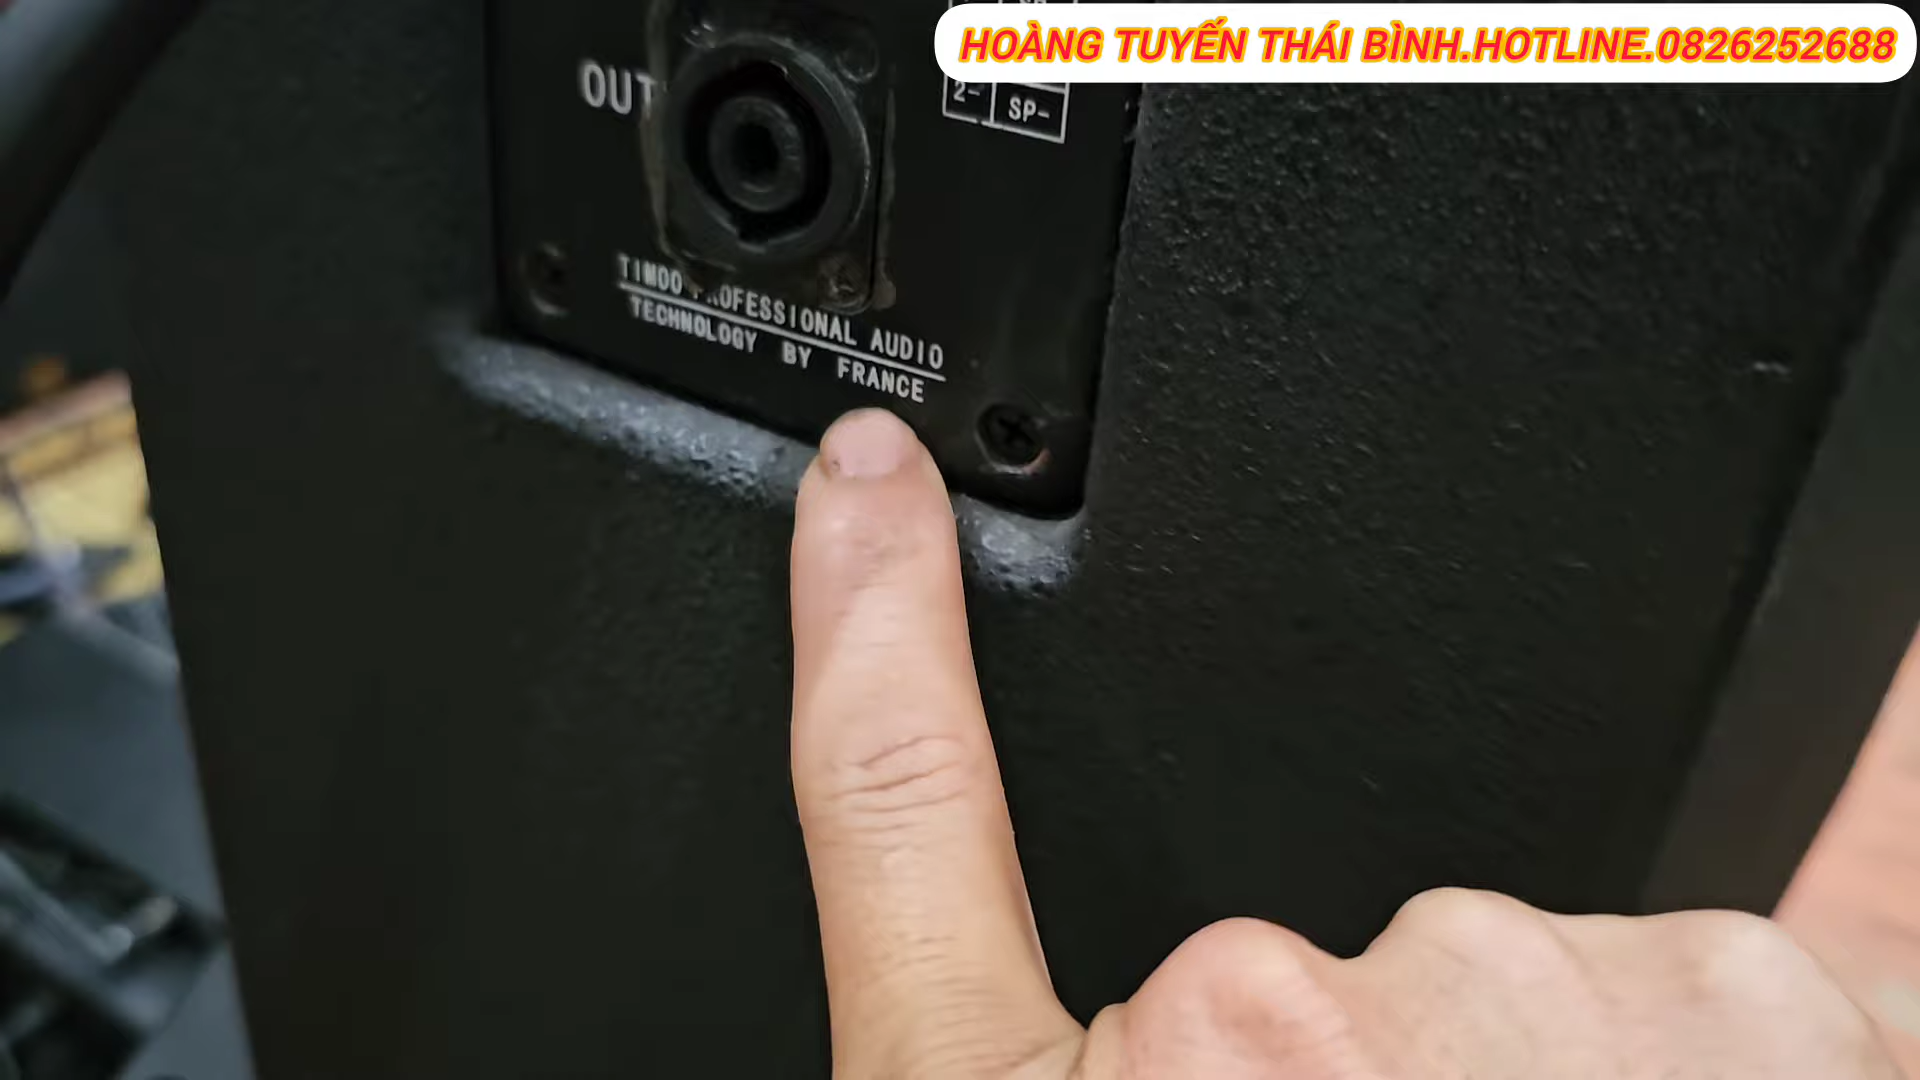 HOÀNG TUYẾN THÁI BÌNH.HOTLINE.0826252688
2- SP-
OUT
TIMOO PROFESSIONAL AUDIO
TECHNOLOGY BY FRANCE